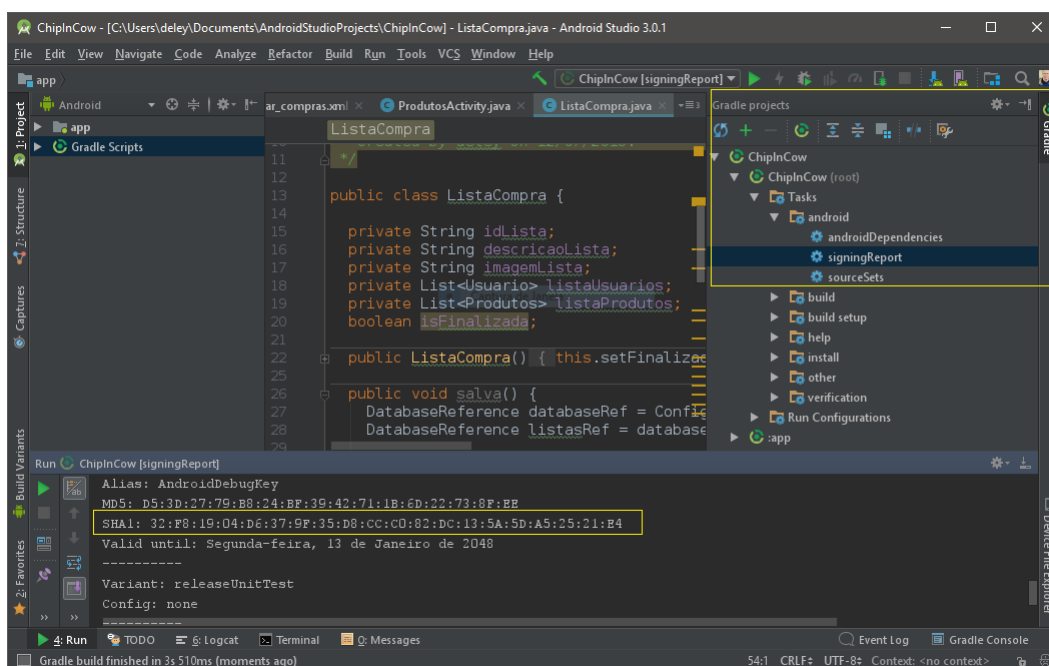 ChipInCow - [C:\Users\deley\Documents\AndroidStudioProjects\ChipInCow] - ListaCompra.java - Android Studio 3.0.1
File Edit View Navigate Code Analyze Refactor Build Run Tools VCS Window Help
app
ChipInCow [signingReport]
1: Project
7: Structure
Captures
Build Variants
2: Favorites
Android
app
Gradle Scripts
ar_compras.xml ProdutosActivity.java ListaCompra.java
ListaCompra
11 */
12
13 public class ListaCompra {
14
15 private String idLista;
16 private String descricaoLista;
17 private String imagemLista;
18 private List<Usuario> listaUsuarios;
19 private List<Produtos> listaProdutos;
20 boolean isFinalizada;
21
22 public ListaCompra() { this.setFinalizad
25
26 public void salva() {
27 DatabaseReference databaseRef = Config
28 DatabaseReference listasRef = database
29
Gradle projects
ChipInCow
ChipInCow (root)
Tasks
android
androidDependencies
signingReport
sourceSets
build
build setup
help
install
other
verification
Run Configurations
:app
Gradle
Device File Explorer
Run ChipInCow [signingReport]
Alias: AndroidDebugKey
MD5: D5:3D:27:79:B8:24:BF:39:42:71:1B:6D:22:73:8F:EE
SHA1: 32:F8:19:04:D6:37:9F:35:D8:CC:C0:82:DC:13:5A:5D:A5:25:21:E4
Valid until: Segunda-feira, 13 de Janeiro de 2048
----------
Variant: releaseUnitTest
Config: none
----------
4: Run TODO 6: Logcat Terminal 0: Messages Event Log Gradle Console
Gradle build finished in 3s 510ms (moments ago) 54:1 CRLF UTF-8 Context: <no context>